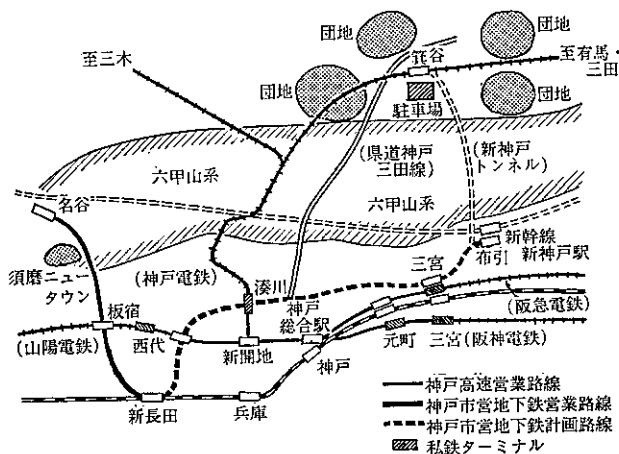 団地
団地
至三木
箕谷
至有馬・
三田
団地
駐車場
団地
(県道神戸
三田線)
(新神戸
トンネル)
六甲山系
六甲山系
名谷
新幹線
新神戸駅
布引
須磨ニュー
タウン
(神戸電鉄)
湊川
三宮
神戸
総合駅
板宿
(阪急電鉄)
(山陽電鉄)
西代
新開地
元町
三宮(阪神電鉄)
神戸
新長田
兵庫
神戸高速営業路線
神戸市営地下鉄営業路線
神戸市営地下鉄計画路線
私鉄ターミナル